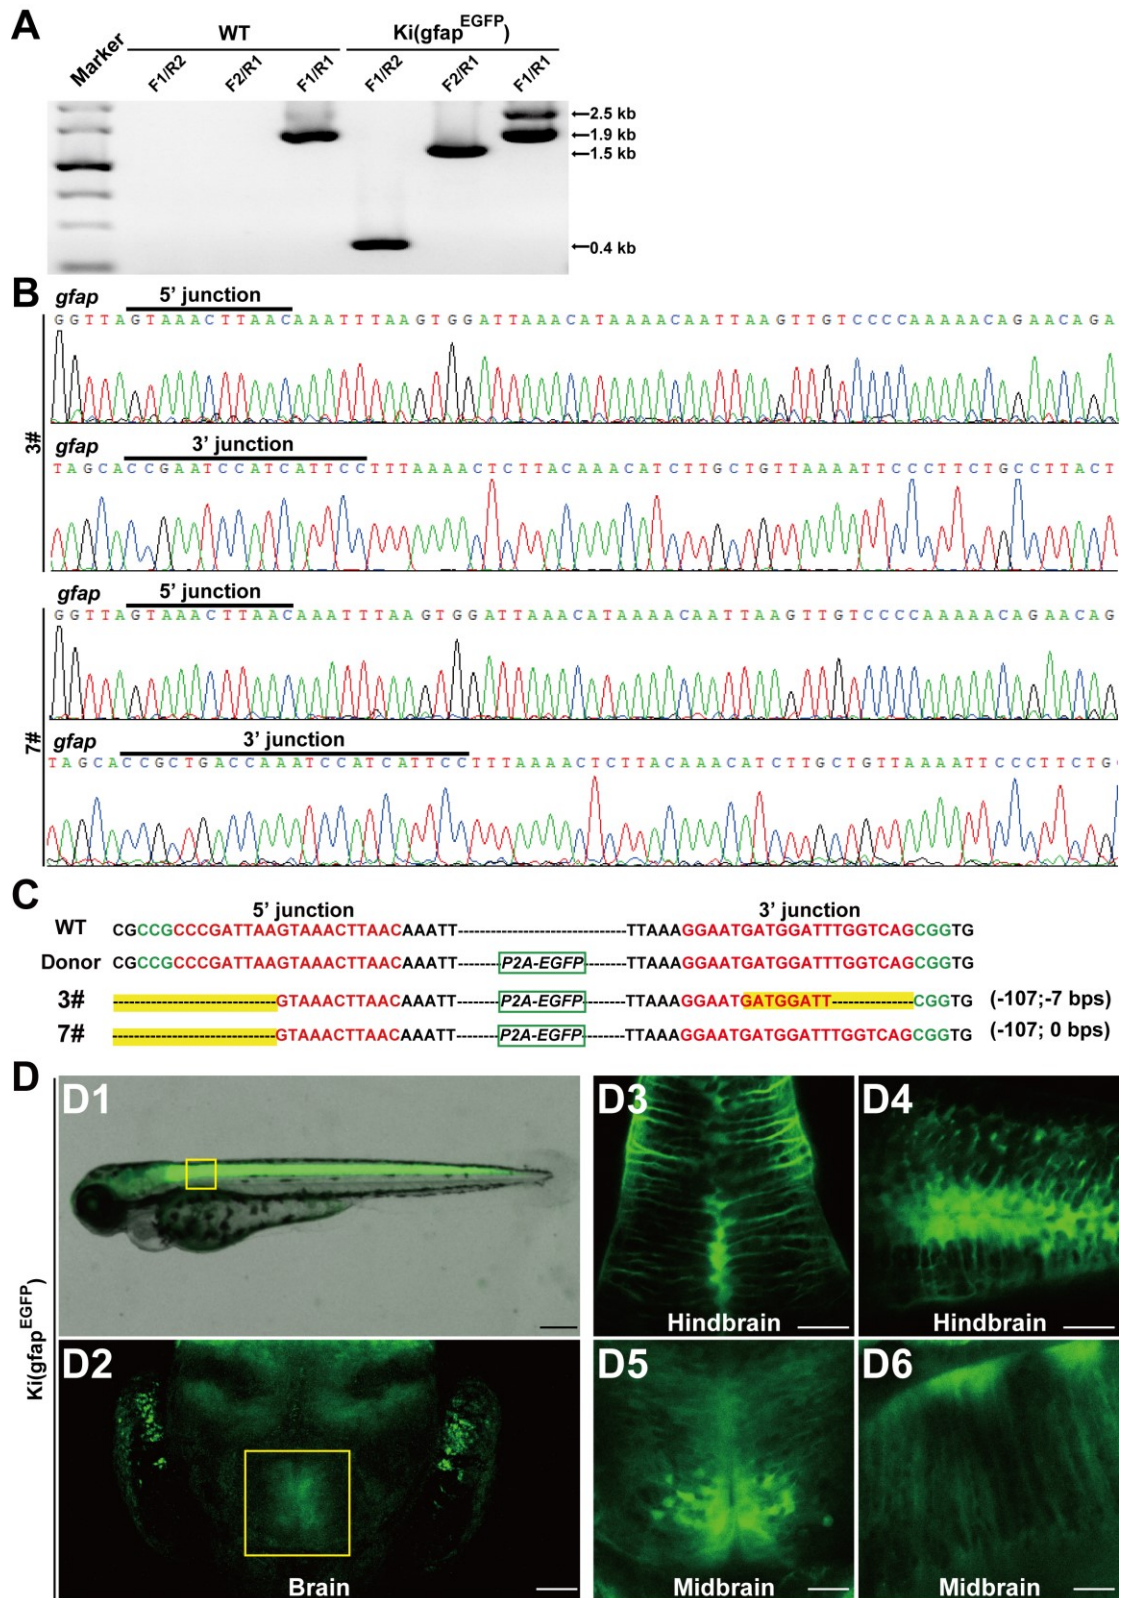 A
WT
Ki(gfap^EGFP)
Marker
F1/R2
F2/R1
F1/R1
F1/R2
F2/R1
F1/R1
←2.5 kb
←1.9 kb
←1.5 kb
←0.4 kb
B
gfap
5’ junction
GGTTAGTAAACTTAACAAATTTAAGTGGATTAAACATAAAACAATTAAGTTGTCCCCAAAAACAGAACAGA
3#
gfap
3’ junction
TAGCACCGAATCCATCATTCCTTTAAAACTCTTACAAACATCTTGCTGTTAAAATTCCCTTCTGCCTTACT
gfap
5’ junction
GGTTAGTAAACTTAACAAATTTAAGTGGATTAAACATAAAACAATTAAGTTGTCCCCAAAAACAGAACAG
7#
gfap
3’ junction
TAGCACCGCTGACCAAATCCATCATTCCTTTAAAACTCTTACAAACATCTTGCTGTTAAAATTCCCTTCTG
C
5’ junction
3’ junction
WT CGCCGCCCGATTAAGTAAACTTAACAAATT------------------------TTAAAGGAATGATGGATTTGGTCAGCGGTG
Donor CGCCGCCCGATTAAGTAAACTTAACAAATT------P2A-EGFP------TTAAAGGAATGATGGATTTGGTCAGCGGTG
3# ------------------------GTAAACTTAACAAATT------P2A-EGFP------TTAAAGGAATGATGGATT------------CGGTG (-107;-7 bps)
7# ------------------------GTAAACTTAACAAATT------P2A-EGFP------TTAAAGGAATGATGGATTTGGTCAGCGGTG (-107; 0 bps)
D
Ki(gfap^EGFP)
D1
D3
Hindbrain
D4
Hindbrain
D2
Brain
D5
Midbrain
D6
Midbrain